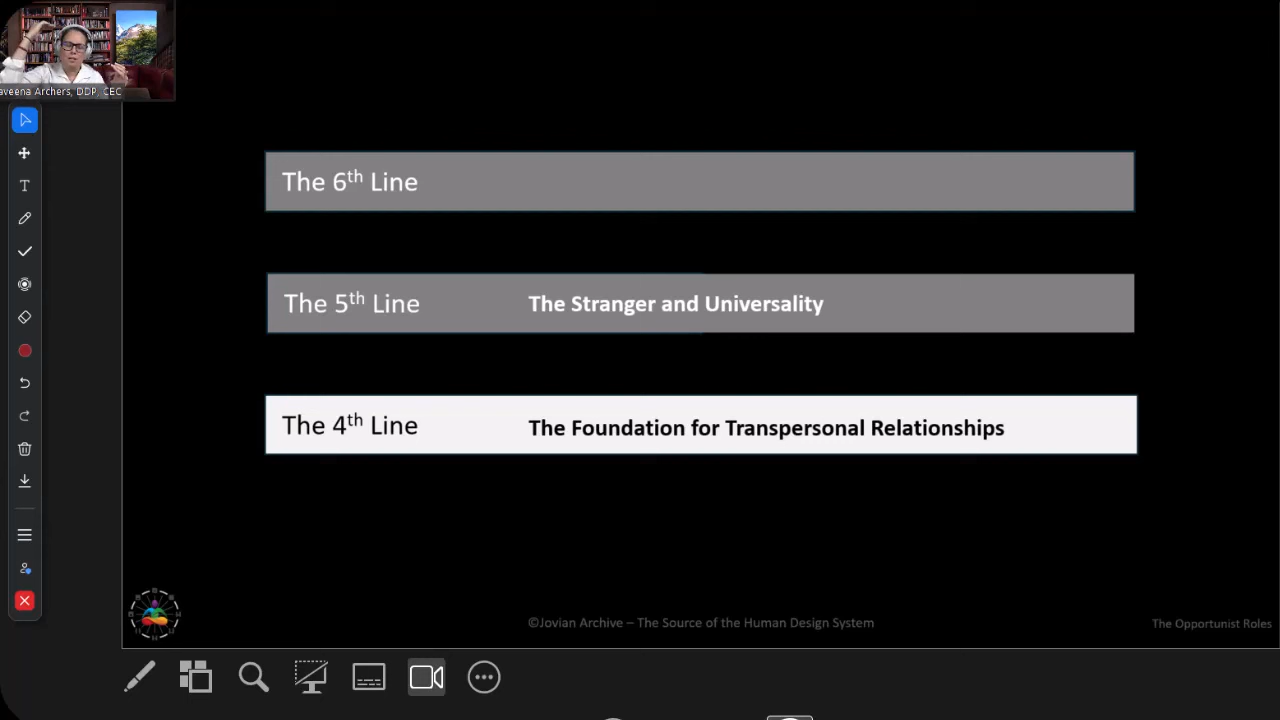 aveena Archers, DDP, CEC
The 6th Line
The 5th Line The Stranger and Universality
The 4th Line The Foundation for Transpersonal Relationships
©Jovian Archive – The Source of the Human Design System
The Opportunist Roles